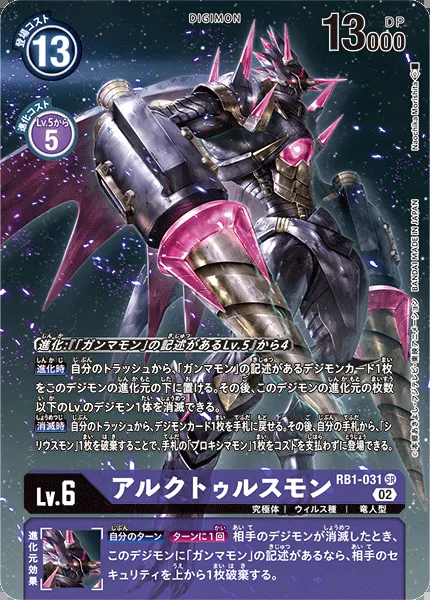 DIGIMON
登場コスト
13
DP
13000
進化コスト
Lv.5から
5
Naochika Morishita
BANDAI MADE IN JAPAN
進化:「「ガンマモン」の記述があるLv.5」から4
進化時 自分のトラッシュから、「ガンマモン」の記述があるデジモンカード1枚
をこのデジモンの進化元の下に置ける。その後、このデジモンの進化元の枚数
以下のLv.のデジモン1体を消滅できる。
消滅時 自分のトラッシュから、デジモンカード1枚を手札に戻せる。その後、自分の手札から、「シ
リウスモン」1枚を破棄することで、手札の「プロキシマモン」1枚をコストを支払わずに登場できる。
RB1-031 SR
Lv.6
アルクトゥルスモン
02
究極体 | ウィルス種 | 竜人型
進化元効果
自分のターン ターンに1回 相手のデジモンが消滅したとき、
このデジモンに「ガンマモン」の記述があるなら、相手のセ
キュリティを上から1枚破棄する。